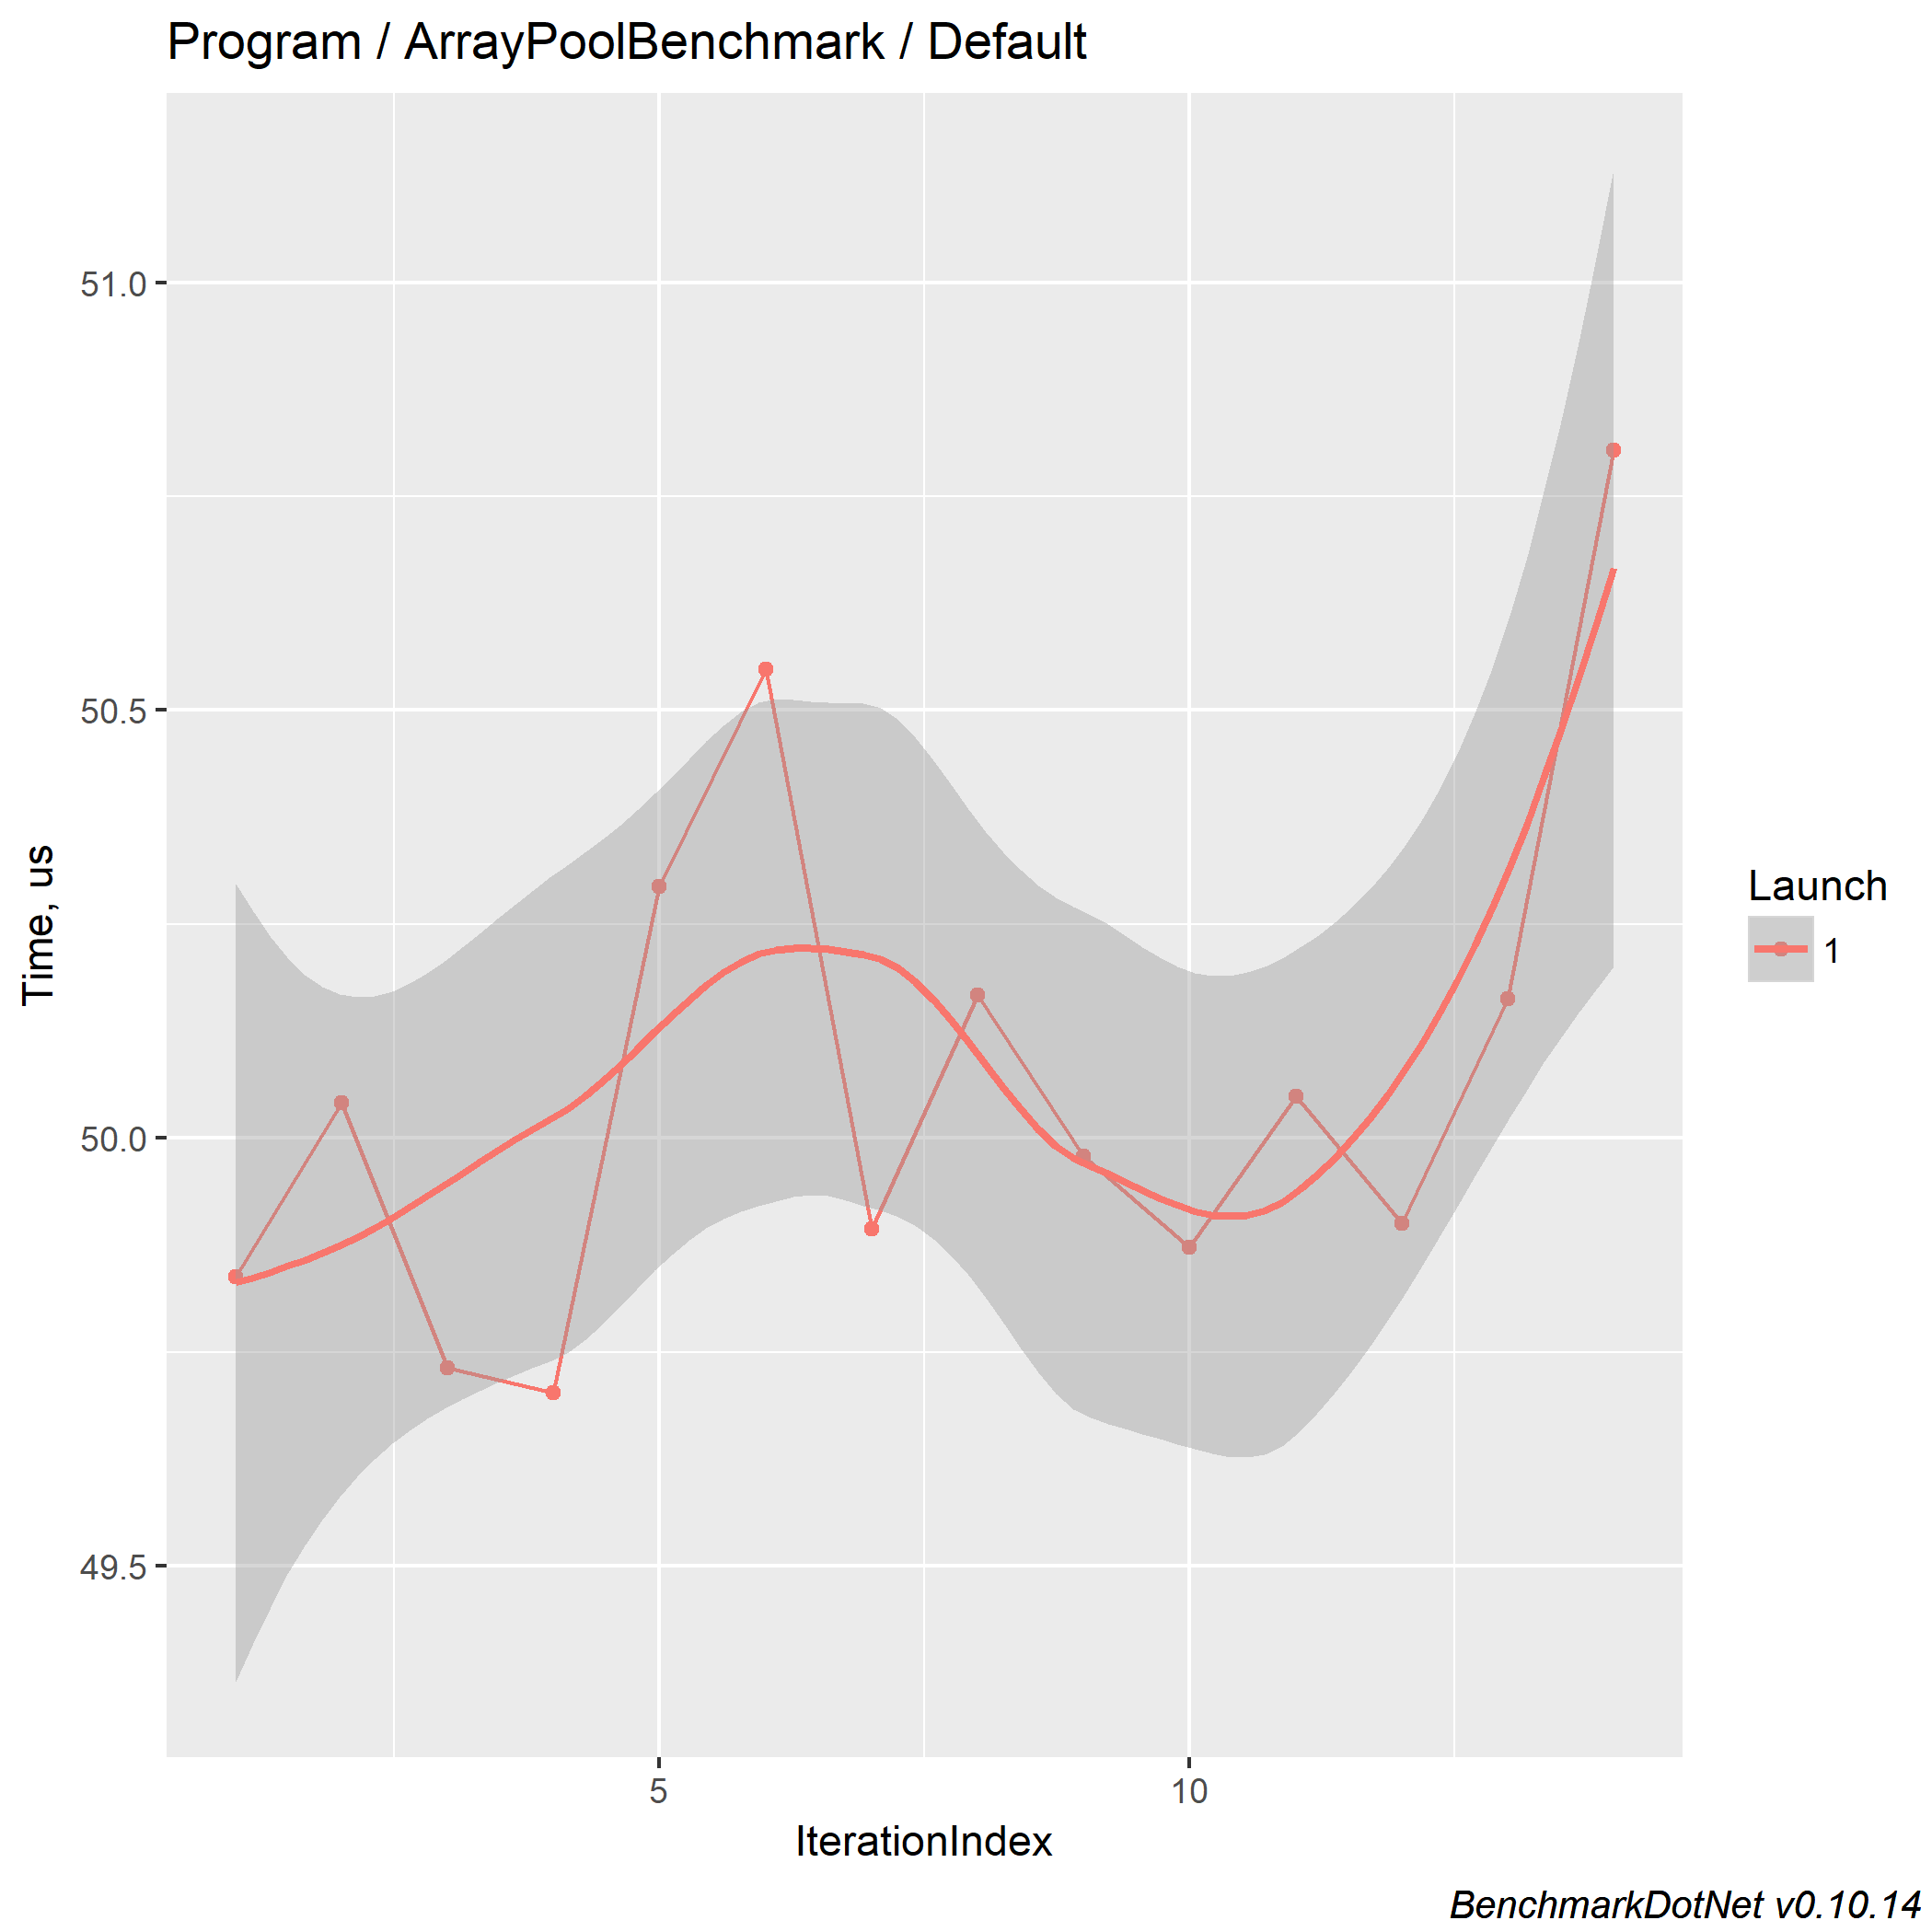 Program / ArrayPoolBenchmark / Default
51.0
50.5
50.0
49.5
Time, us
5
10
IterationIndex
Launch
1
BenchmarkDotNet v0.10.14